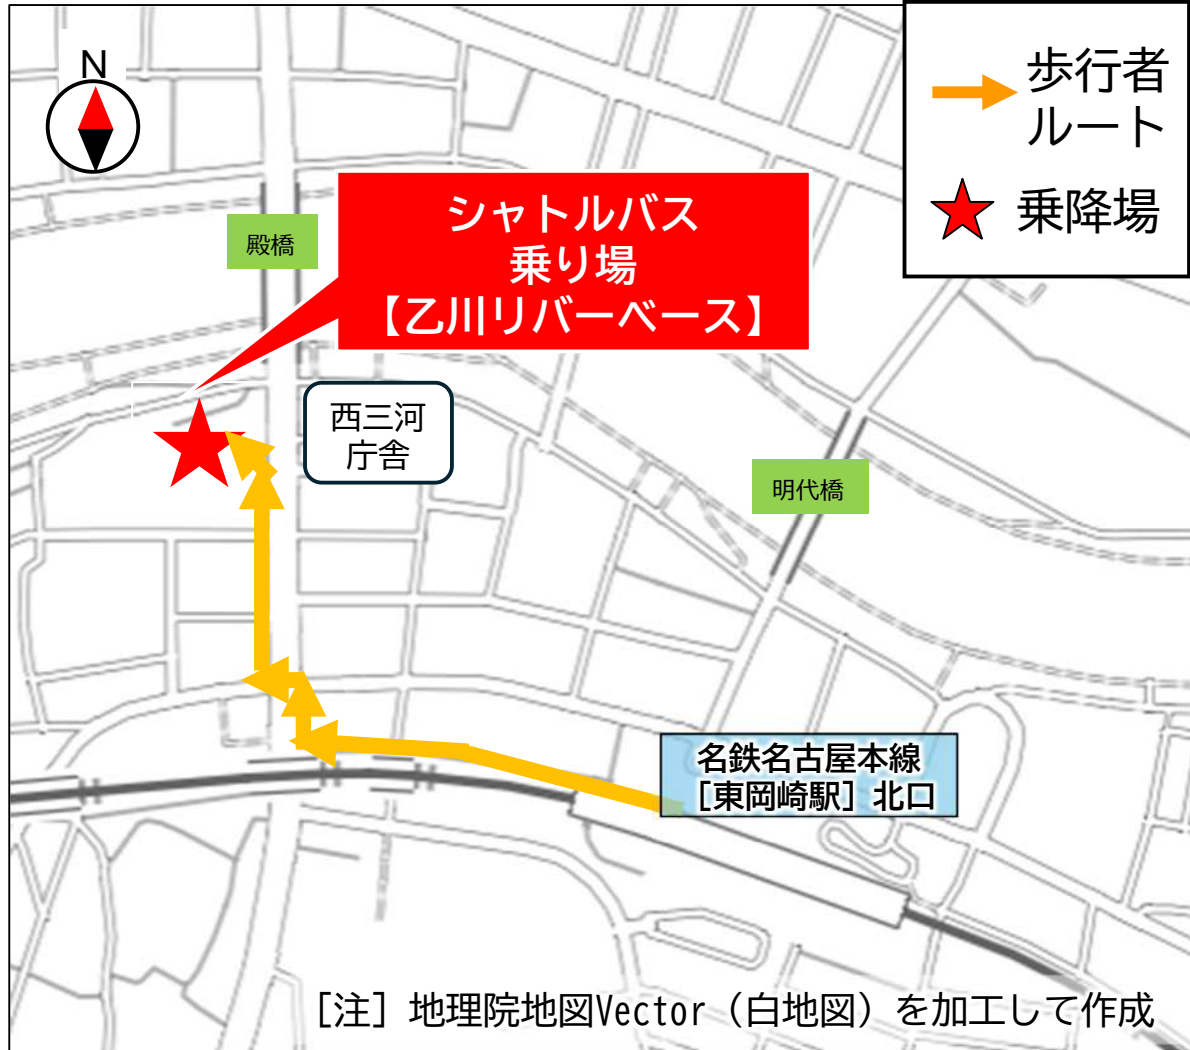 N
歩行者
ルート
乗降場
殿橋
シャトルバス
乗り場
【乙川リバーベース】
西三河
庁舎
明代橋
名鉄名古屋本線
［東岡崎駅］北口
［注］地理院地図Vector（白地図）を加工して作成